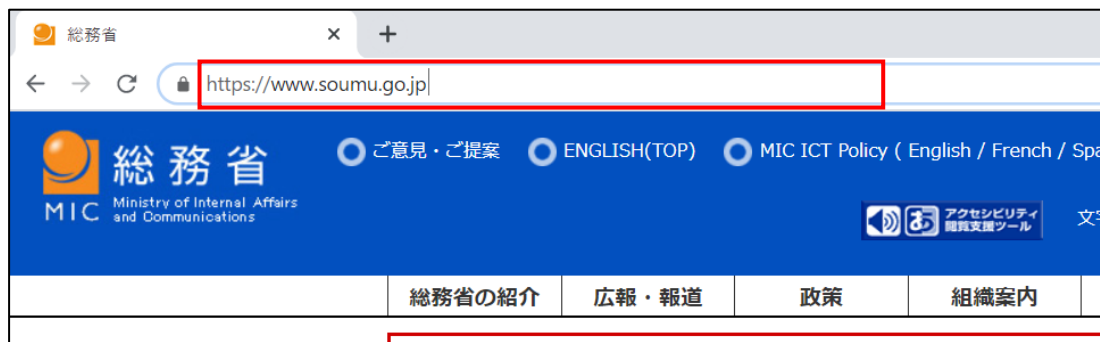 総務省
https://www.soumu.go.jp
総務省
MIC
Ministry of Internal Affairs
and Communications
ご意見・ご提案 ENGLISH(TOP) MIC ICT Policy ( English / French /
あ
アクセシビリティ
閲覧支援ツール
総務省の紹介 広報・報道 政策 組織案内